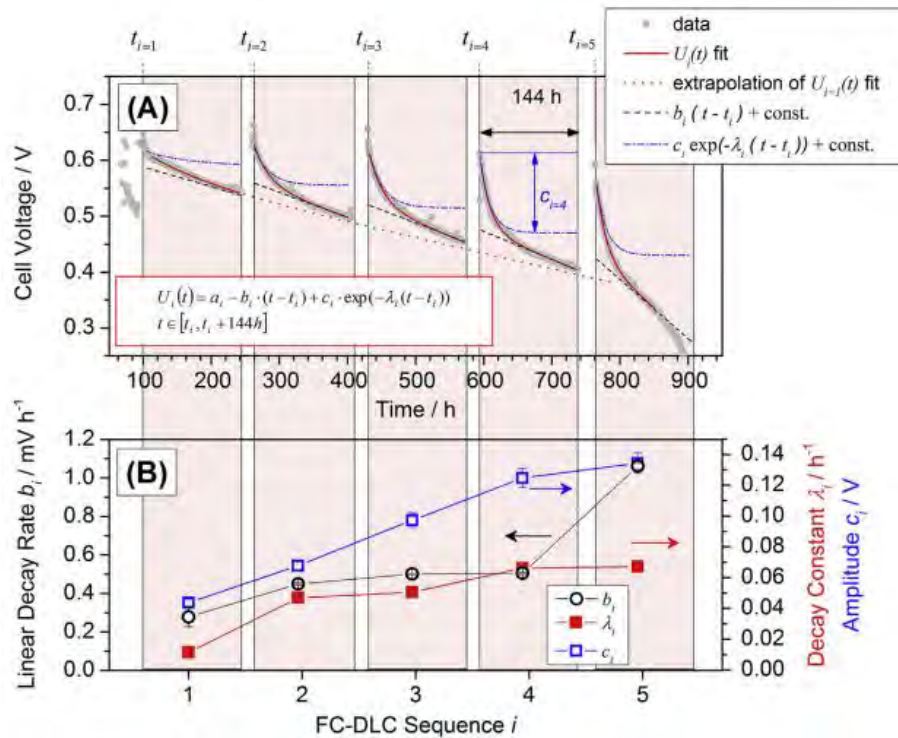 t_{i=1} t_{i=2} t_{i=3} t_{i=4} t_{i=5}
data
U_i(t) fit
extrapolation of U_{i-1}(t) fit
b_i (t - t_i) + const.
c_i exp(-λ_i (t - t_i)) + const.
(A)
144 h
c_{i=4}
0.7
0.6
0.5
0.4
0.3
Cell Voltage / V
U_i(t) = a_i − b_i · (t − t_i) + c_i · exp(−λ_i(t − t_i))
t ∈ [t_i, t_i + 144h]
100 200 300 400 500 600 700 800 900
Time / h
(B)
1.2
1.0
0.8
0.6
0.4
0.2
0.0
Linear Decay Rate b_i / mV h⁻¹
0.14
0.12
0.10
0.08
0.06
0.04
0.02
0.00
Decay Constant λ_i / h⁻¹
Amplitude c_i / V
b_i
λ_i
c_i
1 2 3 4 5
FC-DLC Sequence i